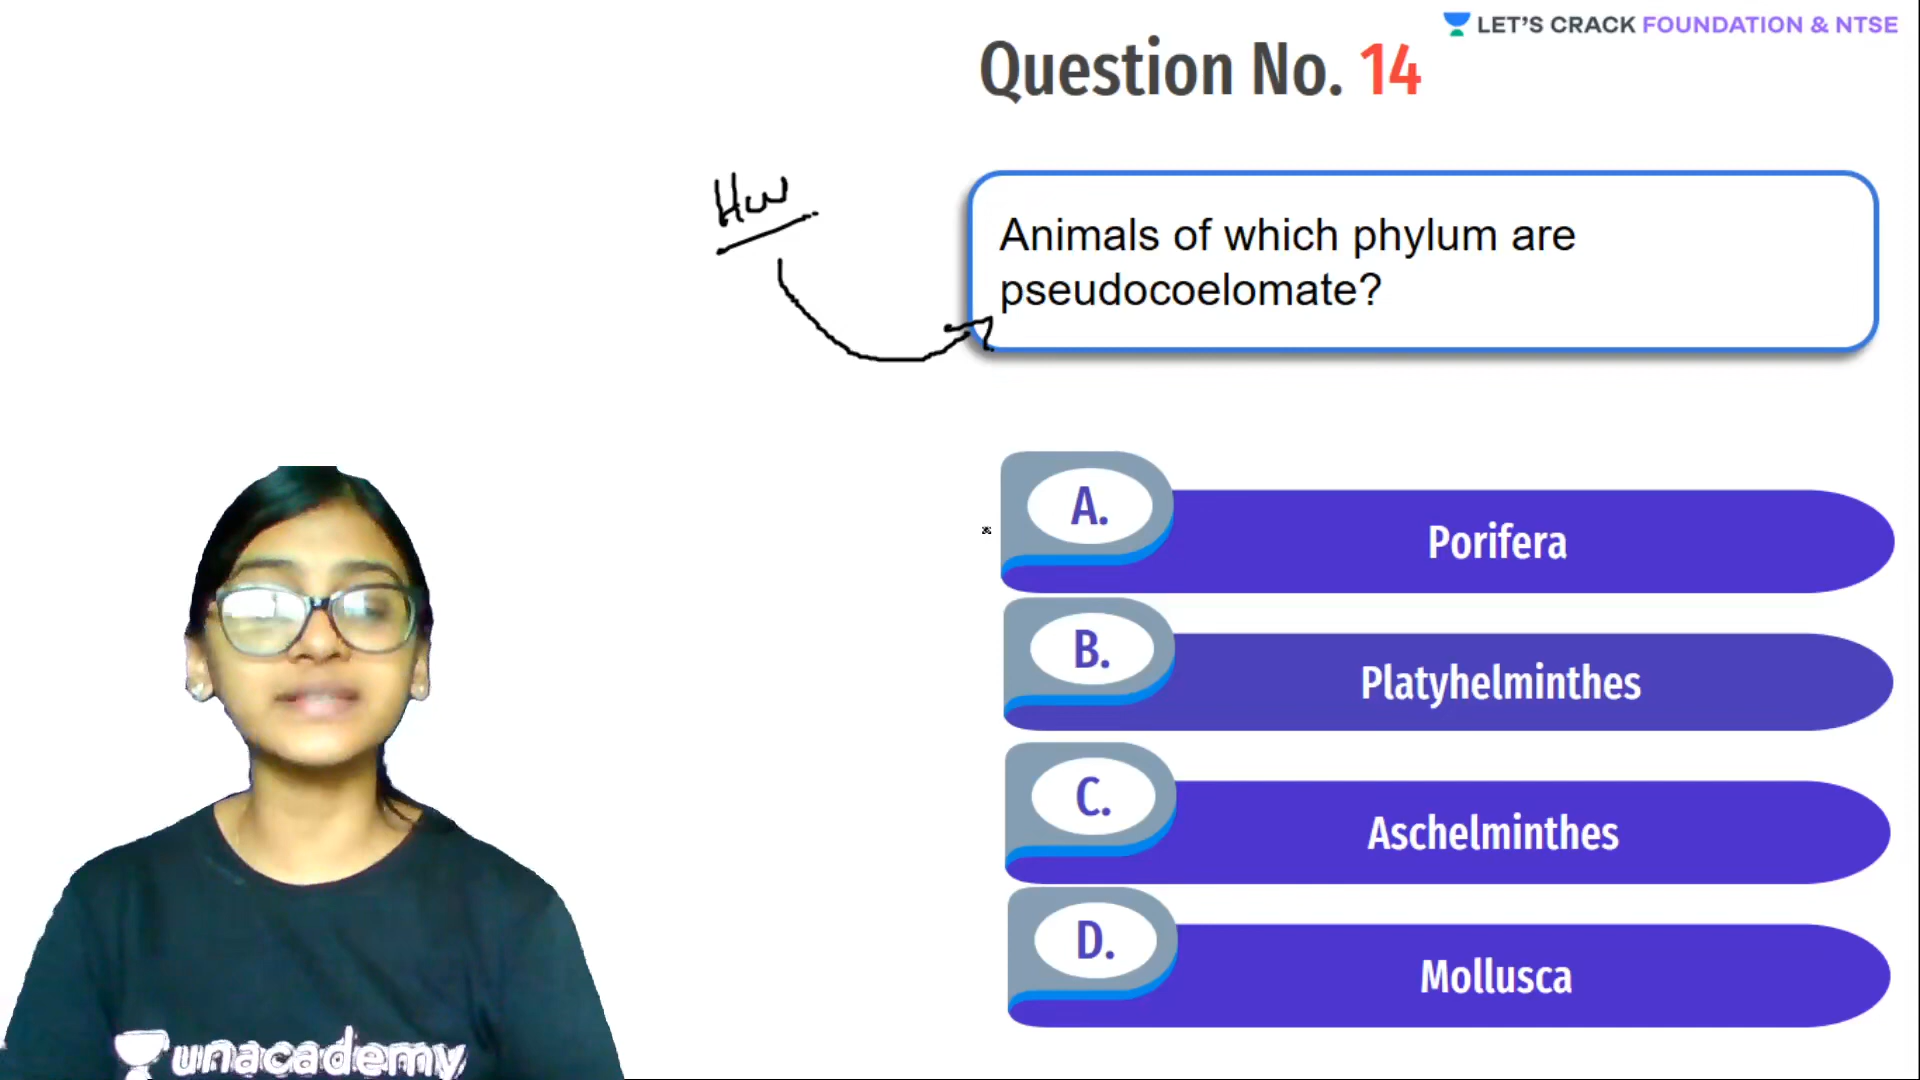 LET'S CRACK FOUNDATION & NTSE
Question No. 14
Hw
Animals of which phylum are
pseudocoelomate?
A.
Porifera
B.
Platyhelminthes
C.
Aschelminthes
D.
Mollusca
unacademy